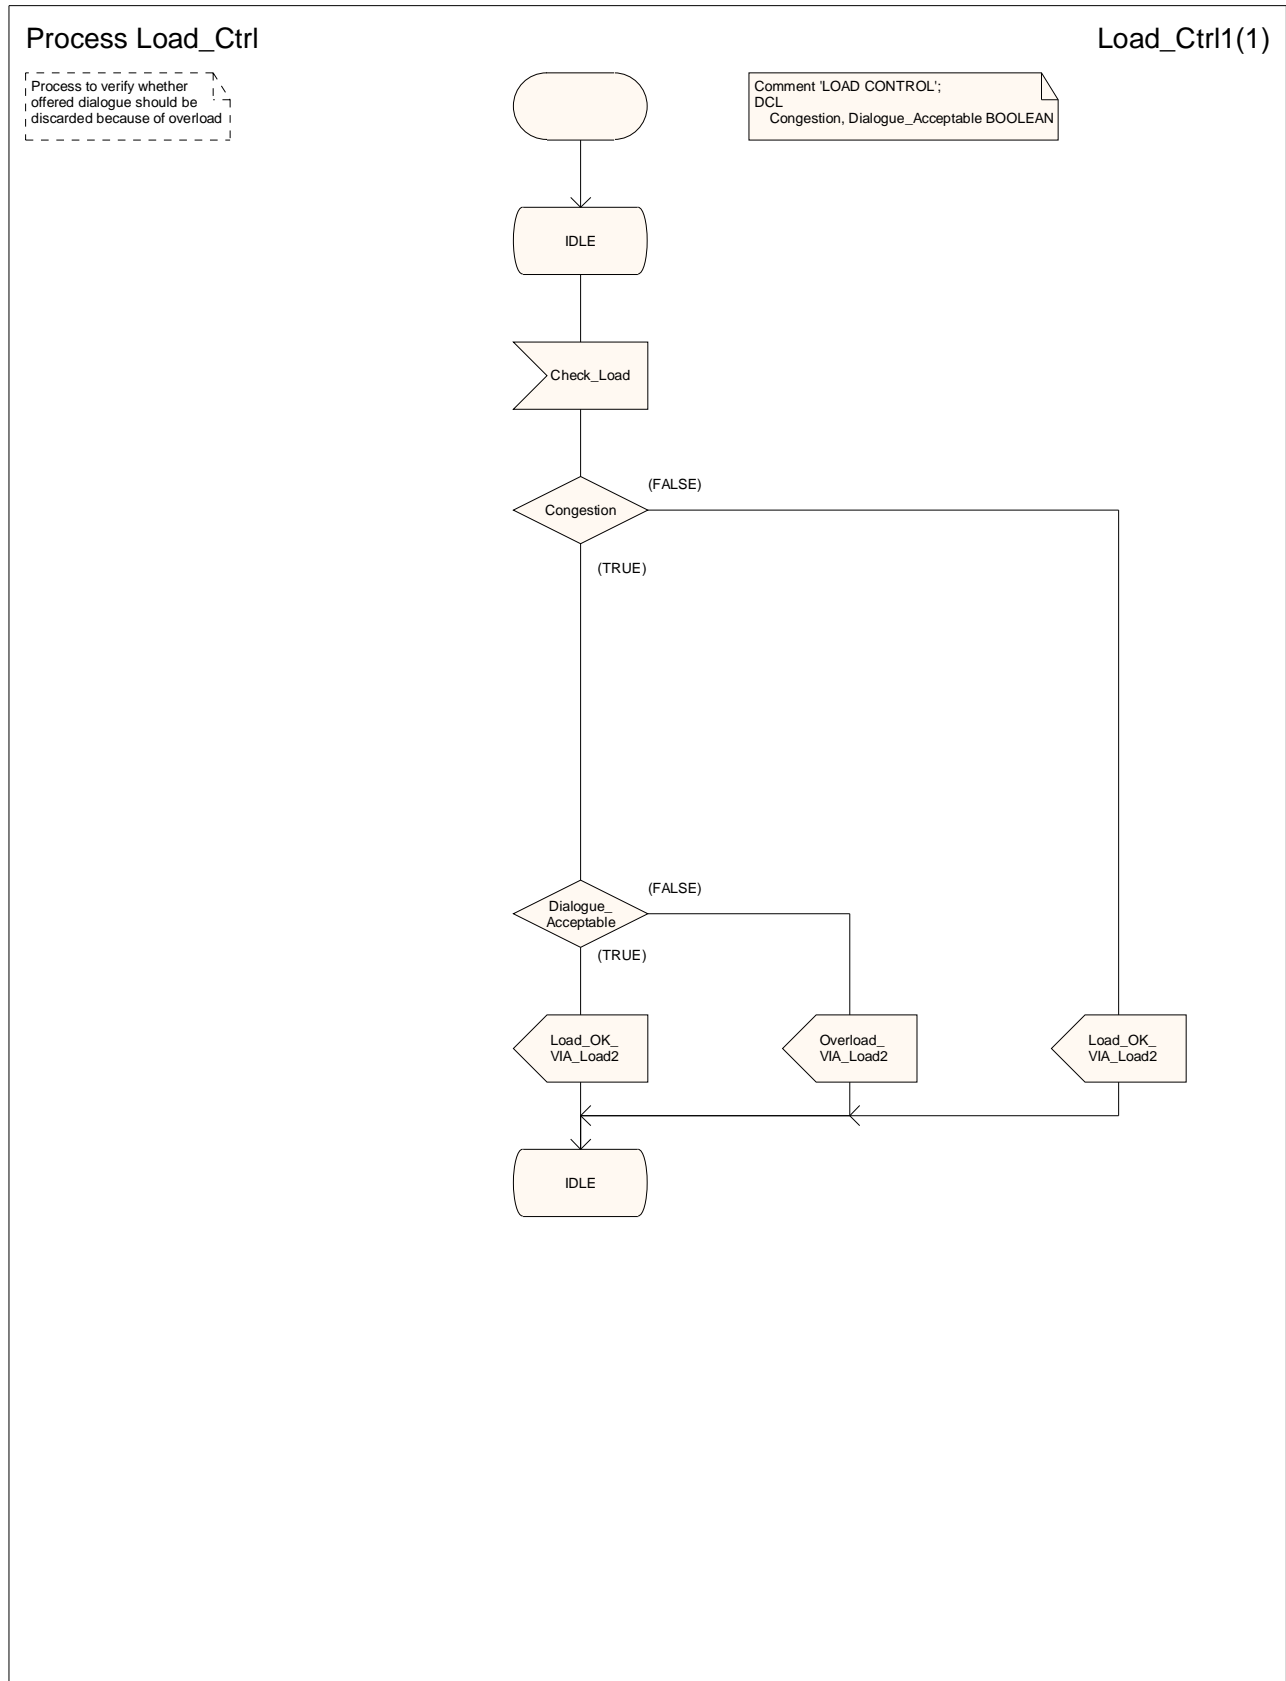 Process Load_Ctrl
Load_Ctrl1(1)
Process to verify whether
offered dialogue should be
discarded because of overload
Comment 'LOAD CONTROL';
DCL
Congestion, Dialogue_Acceptable BOOLEAN
IDLE
Check_Load
(FALSE)
Congestion
(TRUE)
(FALSE)
Dialogue_
Acceptable
(TRUE)
Load_OK_
VIA_Load2
Overload_
VIA_Load2
Load_OK_
VIA_Load2
IDLE